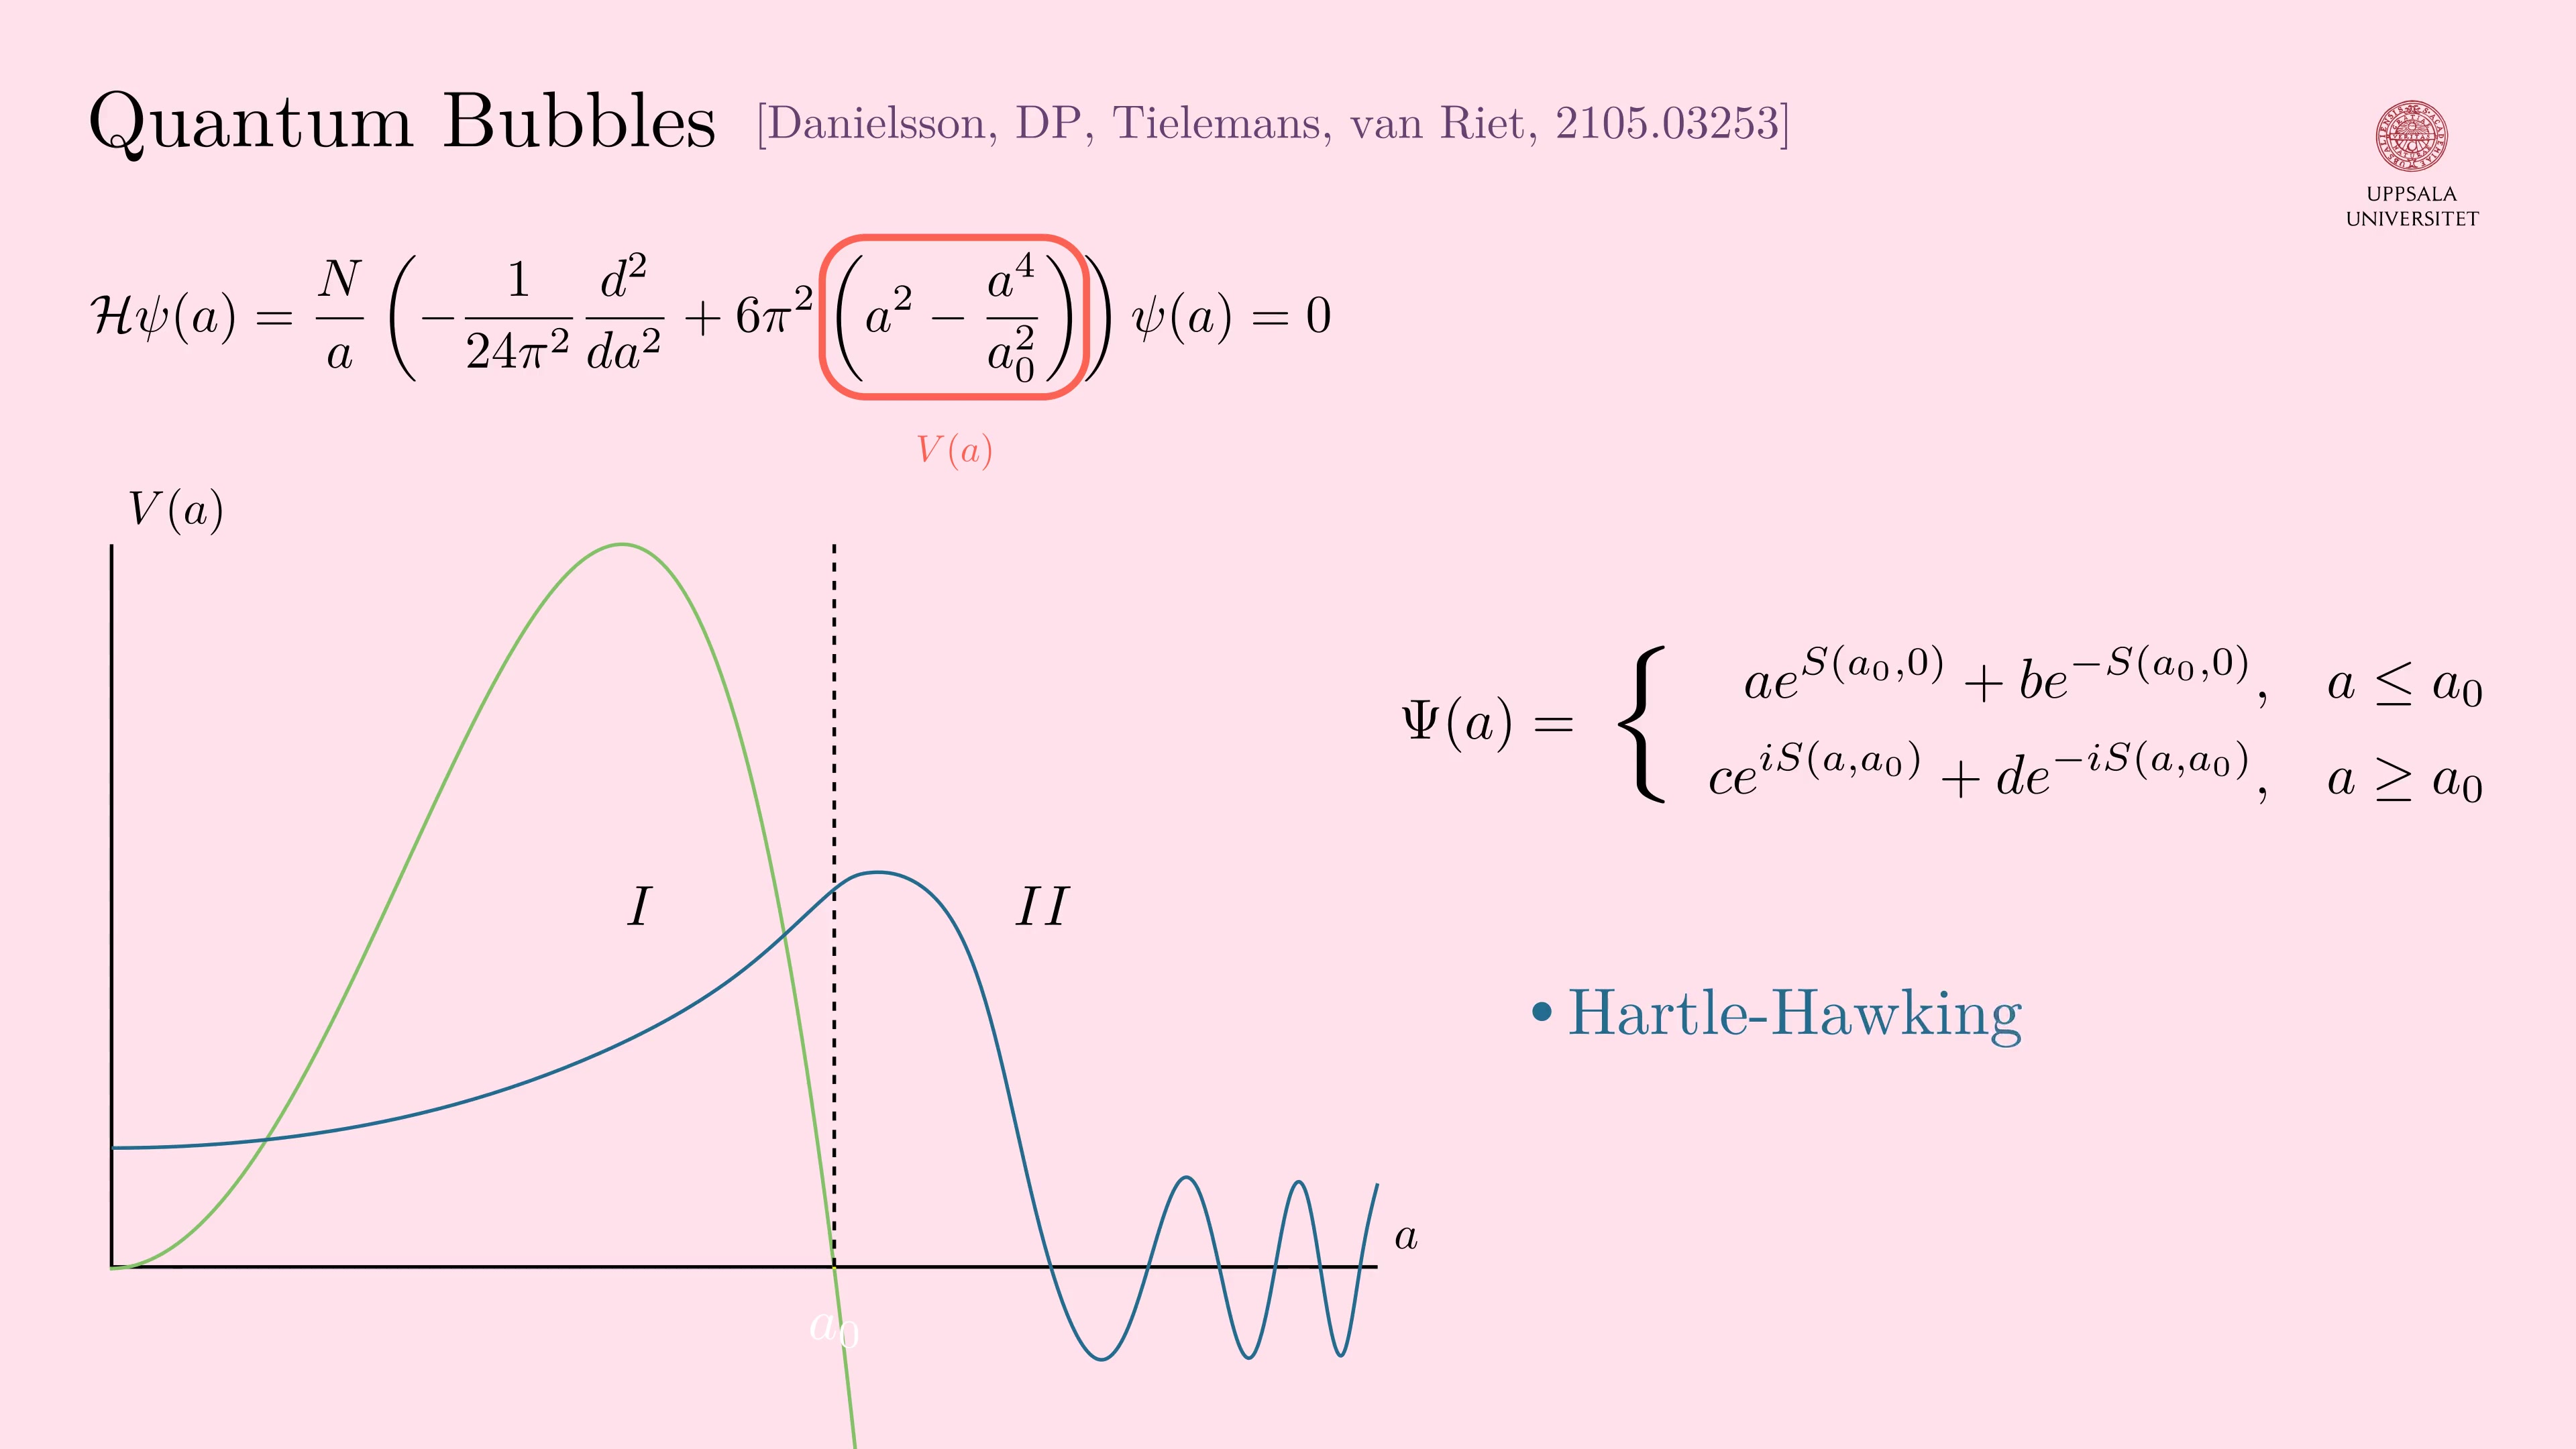 Quantum Bubbles [Danielsson, DP, Tielemans, van Riet, 2105.03253]
UPPSALA
UNIVERSITET
$\mathcal{H}\psi(a) = \frac{N}{a} \left( -\frac{1}{24\pi^2} \frac{d^2}{da^2} + 6\pi^2 \left( a^2 - \frac{a^4}{a_0^2} \right) \right) \psi(a) = 0$
V(a)
V(a)
$\Psi(a) = \begin{cases} ae^{S(a_0,0)} + be^{-S(a_0,0)}, & a \leq a_0 \\ ce^{iS(a,a_0)} + de^{-iS(a,a_0)}, & a \geq a_0 \end{cases}$
I
II
• Hartle-Hawking
a
$a_0$